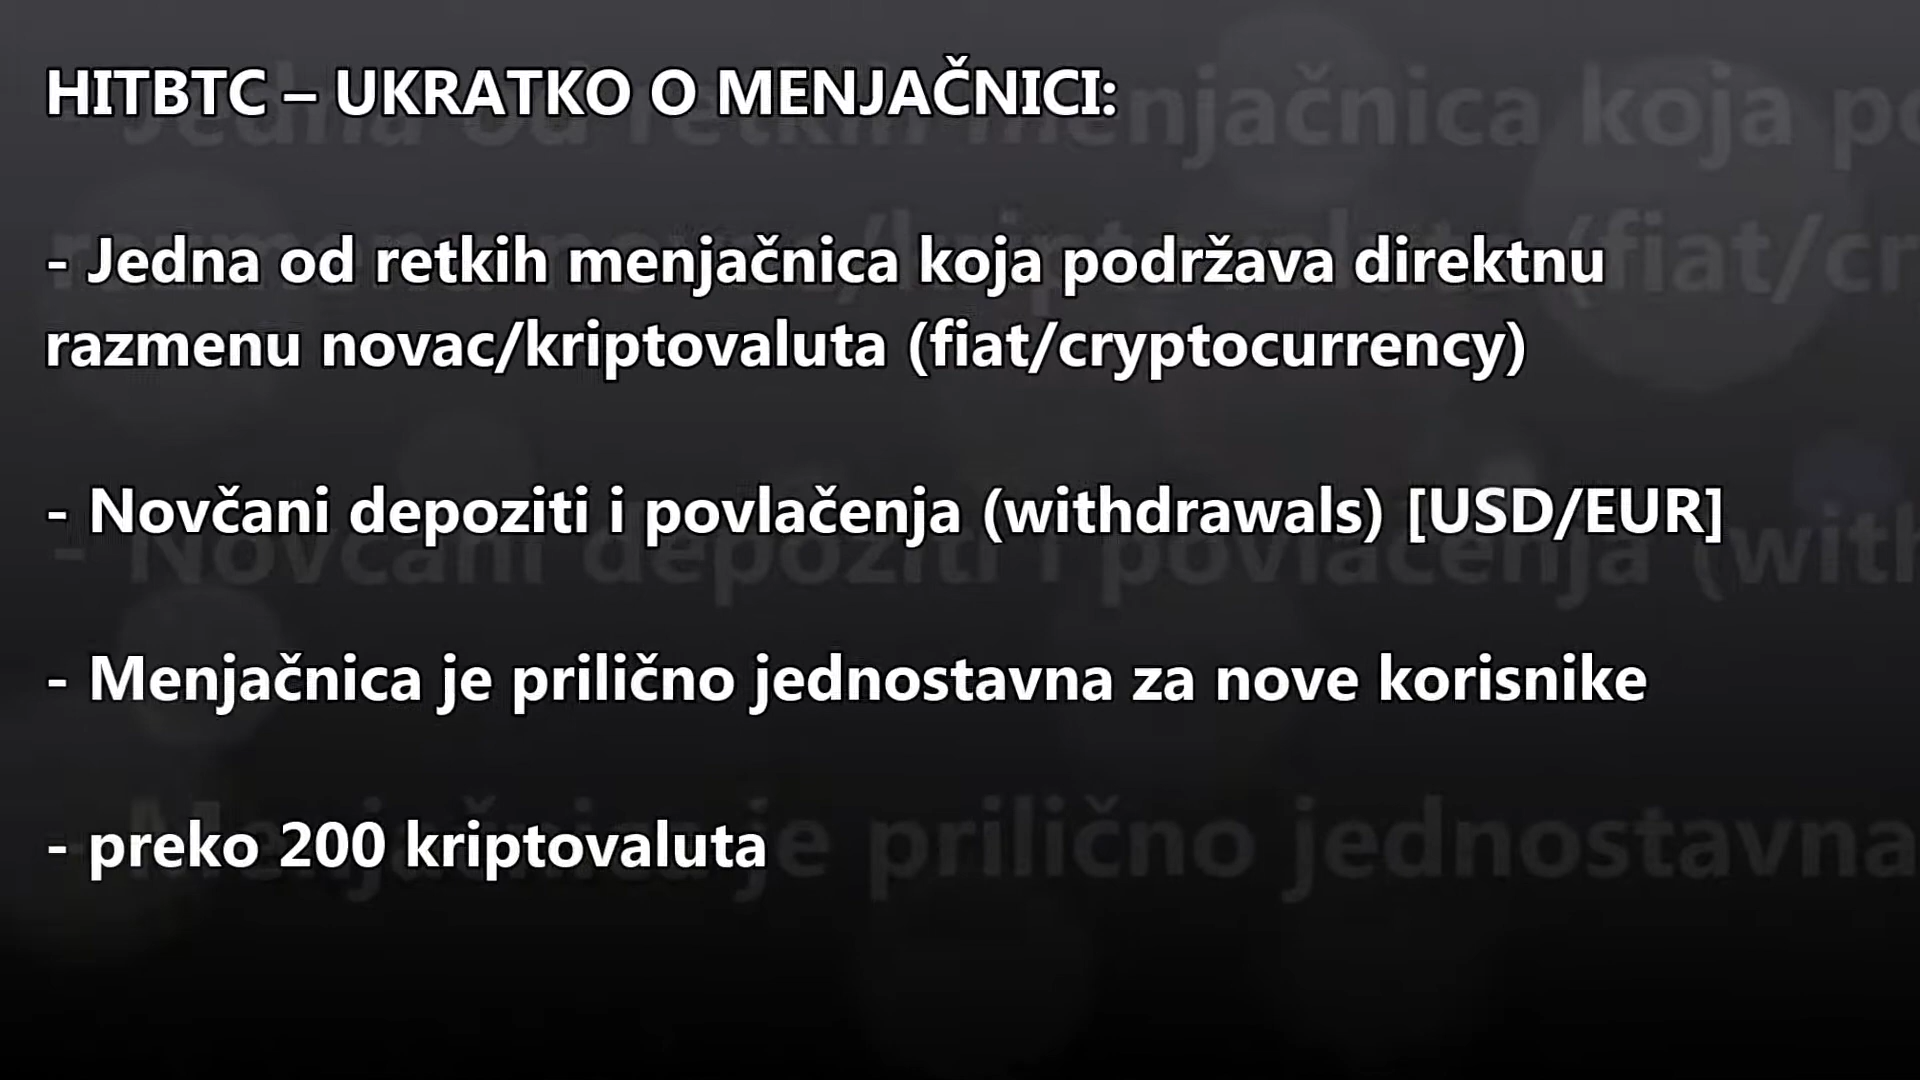 HITBTC – UKRATKO O MENJAČNICI:
- Jedna od retkih menjačnica koja podržava direktnu
razmenu novac/kriptovaluta (fiat/cryptocurrency)
- Novčani depoziti i povlačenja (withdrawals) [USD/EUR]
- Menjačnica je prilično jednostavna za nove korisnike
- preko 200 kriptovaluta